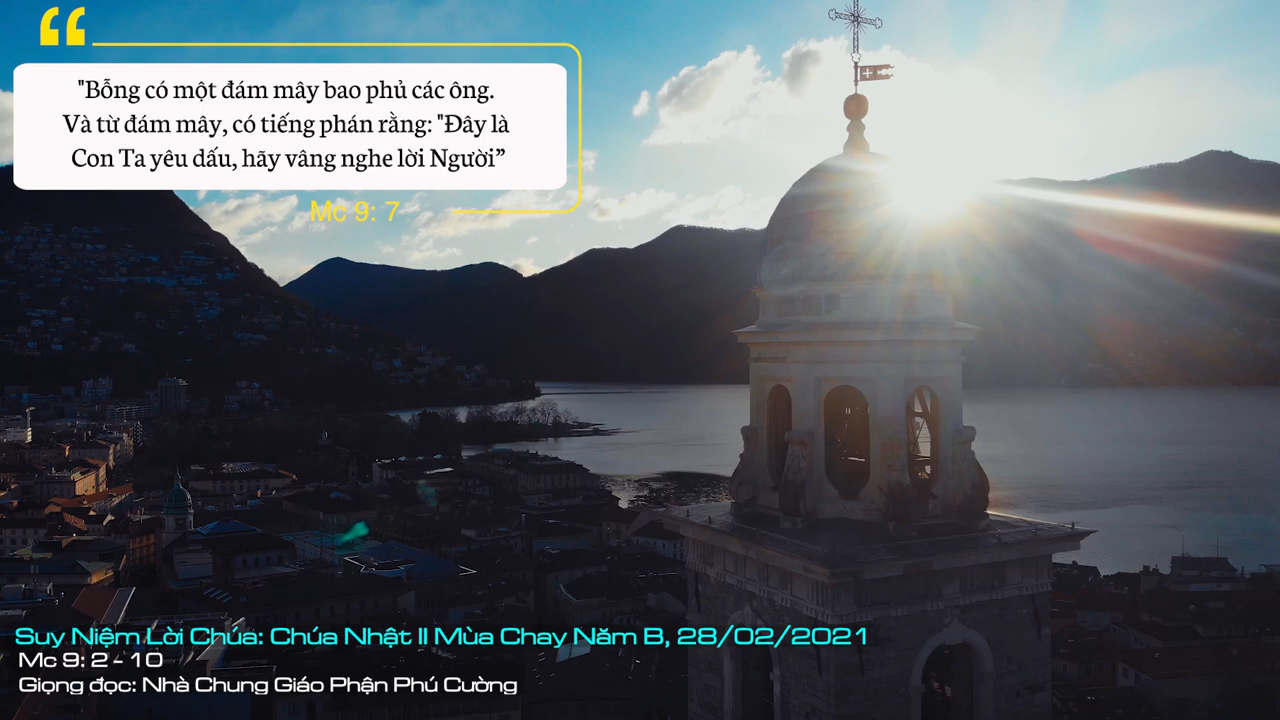 "Bỗng có một đám mây bao phủ các ông.
Và từ đám mây, có tiếng phán rằng: "Đây là
Con Ta yêu dấu, hãy vâng nghe lời Người”
Mc 9: 7
Suy Niệm Lời Chúa: Chúa Nhật II Mùa Chay Năm B, 28/02/2021
Mc 9: 2 - 10
Giọng đọc: Nhà Chung Giáo Phận Phú Cường